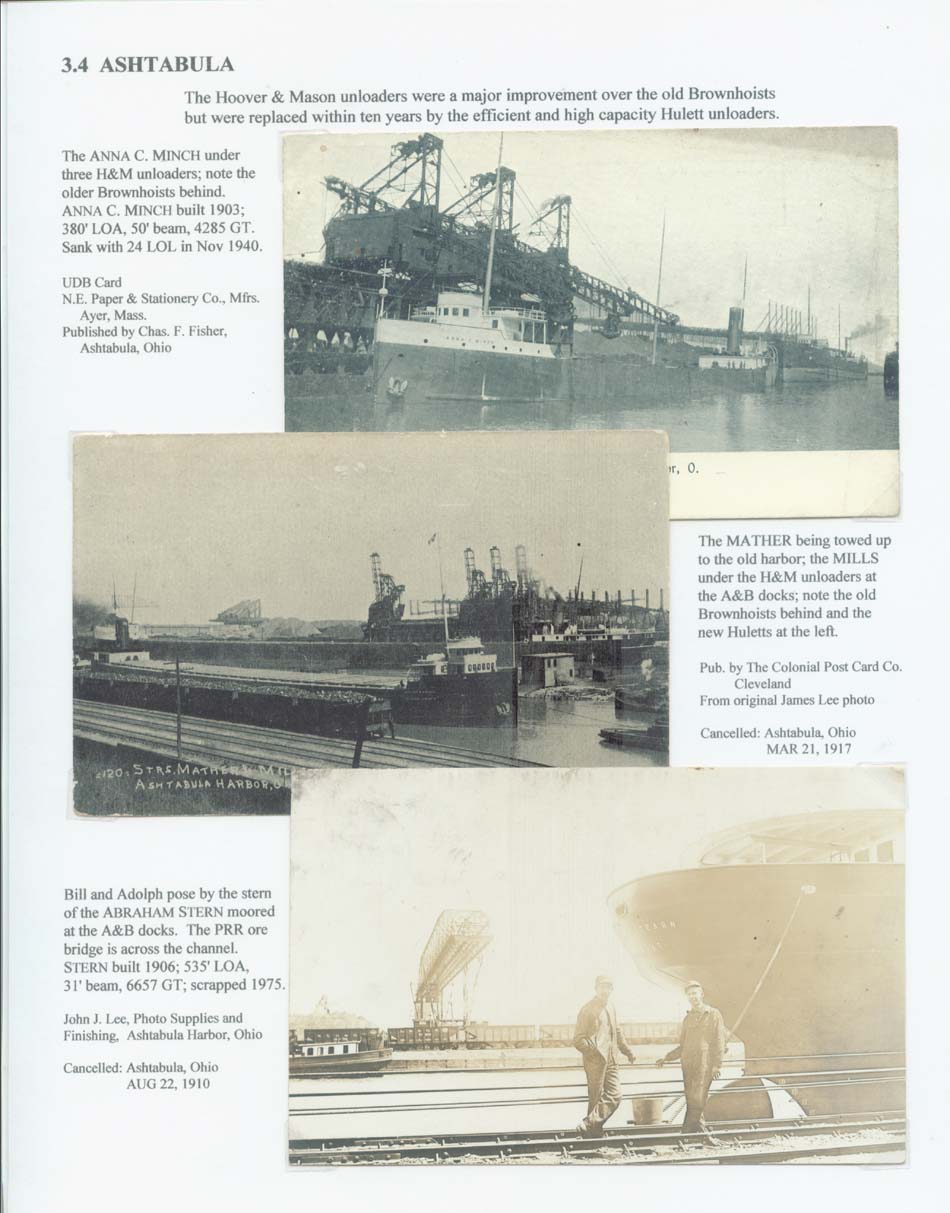 3.4 ASHTABULA
The Hoover & Mason unloaders were a major improvement over the old Brownhoists
but were replaced within ten years by the efficient and high capacity Hulett unloaders.
The ANNA C. MINCH under
three H&M unloaders; note the
older Brownhoists behind.
ANNA C. MINCH built 1903;
380' LOA, 50' beam, 4285 GT.
Sank with 24 LOL in Nov 1940.
UDB Card
N.E. Paper & Stationery Co., Mfrs.
Ayer, Mass.
Published by Chas. F. Fisher,
Ashtabula, Ohio
ANNA C MINCH
r, O.
The MATHER being towed up
to the old harbor; the MILLS
under the H&M unloaders at
the A&B docks; note the old
Brownhoists behind and the
new Huletts at the left.
Pub. by The Colonial Post Card Co.
Cleveland
From original James Lee photo
Cancelled: Ashtabula, Ohio
MAR 21, 1917
2120. STRS. MATHER & MIL
ASHTABULA HARBOR, O
Bill and Adolph pose by the stern
of the ABRAHAM STERN moored
at the A&B docks. The PRR ore
bridge is across the channel.
STERN built 1906; 535' LOA,
31' beam, 6657 GT; scrapped 1975.
John J. Lee, Photo Supplies and
Finishing, Ashtabula Harbor, Ohio
Cancelled: Ashtabula, Ohio
AUG 22, 1910